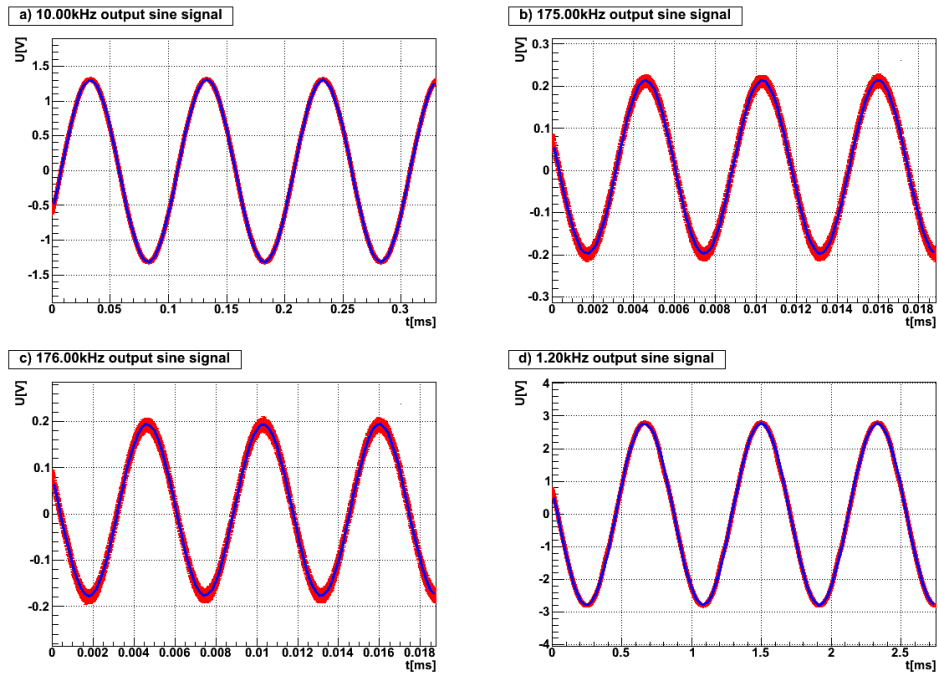 a) 10.00kHz output sine signal
U[V]
1.5
1
0.5
0
-0.5
-1
-1.5
0 0.05 0.1 0.15 0.2 0.25 0.3
t[ms]
b) 175.00kHz output sine signal
U[V]
0.3
0.2
0.1
0
-0.1
-0.2
-0.3
0 0.002 0.004 0.006 0.008 0.01 0.012 0.014 0.016 0.018
t[ms]
c) 176.00kHz output sine signal
U[V]
0.2
0.1
0
-0.1
-0.2
0 0.002 0.004 0.006 0.008 0.01 0.012 0.014 0.016 0.018
t[ms]
d) 1.20kHz output sine signal
U[V]
4
3
2
1
0
-1
-2
-3
-4
0 0.5 1 1.5 2 2.5
t[ms]